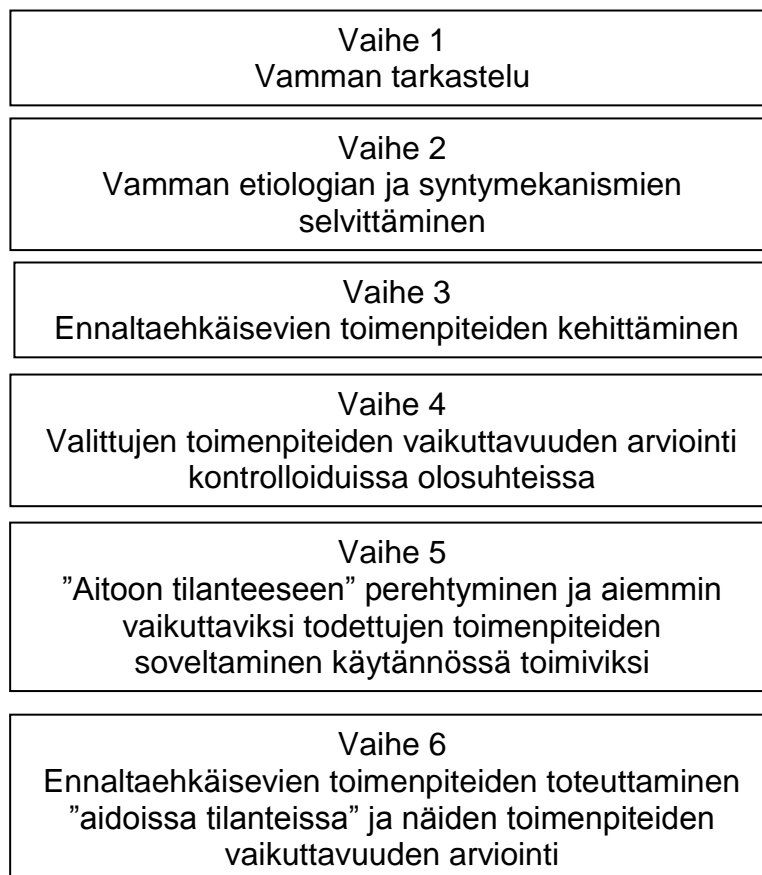 Vaihe 1
Vamman tarkastelu
Vaihe 2
Vamman etiologian ja syntymekanismien
selvittäminen
Vaihe 3
Ennaltaehkäisevien toimenpiteiden kehittäminen
Vaihe 4
Valittujen toimenpiteiden vaikuttavuuden arviointi
kontrolloiduissa olosuhteissa
Vaihe 5
”Aitoon tilanteeseen” perehtyminen ja aiemmin
vaikuttaviksi todettujen toimenpiteiden
soveltaminen käytännössä toimiviksi
Vaihe 6
Ennaltaehkäisevien toimenpiteiden toteuttaminen
”aidoissa tilanteissa” ja näiden toimenpiteiden
vaikuttavuuden arviointi